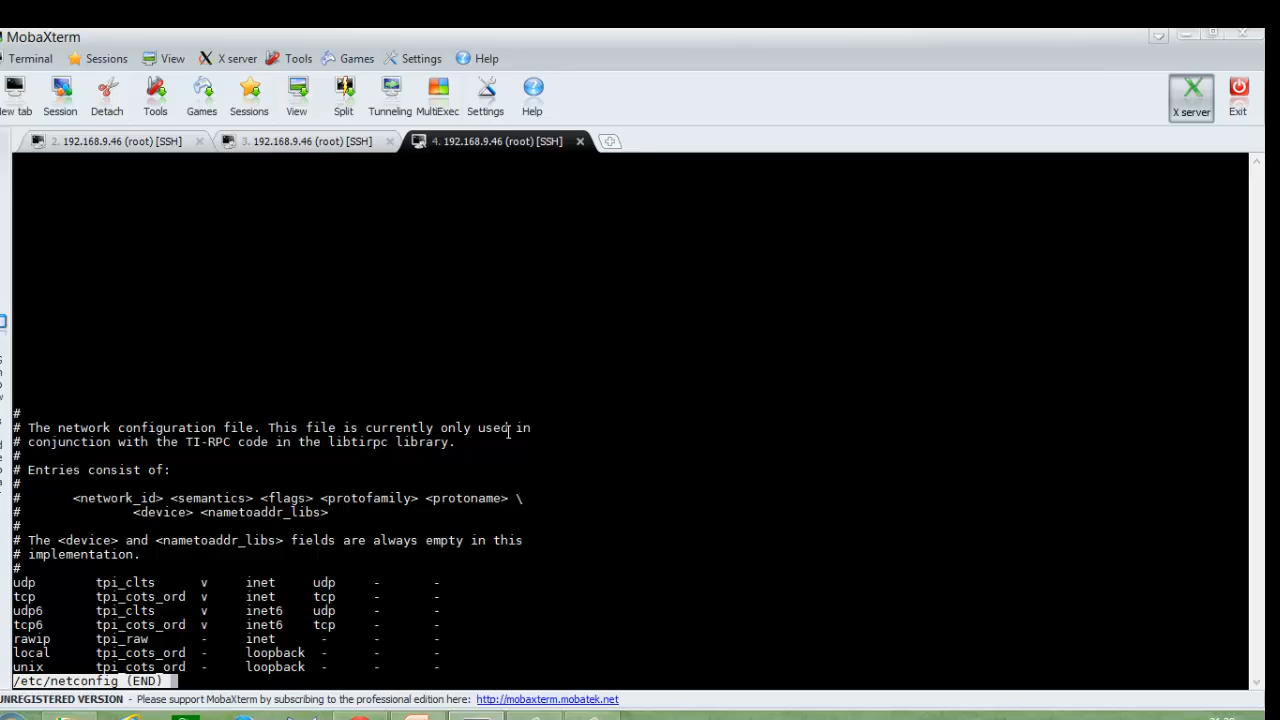 MobaXterm
Terminal Sessions View X server Tools Games Settings Help
Session Detach Tools Games Sessions View Split Tunneling MultiExec Settings Help X server Exit
2. 192.168.9.46 (root) [SSH] 3. 192.168.9.46 (root) [SSH] 4. 192.168.9.46 (root) [SSH]
#
# The network configuration file. This file is currently only used in
# conjunction with the TI-RPC code in the libtirpc library.
#
# Entries consist of:
#
# <network_id> <semantics> <flags> <protofamily> <protoname> \
# <device> <nametoaddr_libs>
#
# The <device> and <nametoaddr_libs> fields are always empty in this
# implementation.
#
udp tpi_clts v inet udp - -
tcp tpi_cots_ord v inet tcp - -
udp6 tpi_clts v inet6 udp - -
tcp6 tpi_cots_ord v inet6 tcp - -
rawip tpi_raw - inet - - -
local tpi_cots_ord - loopback - - -
unix tpi_cots_ord - loopback - - -
/etc/netconfig (END)
UNREGISTERED VERSION - Please support MobaXterm by subscribing to the professional edition here: http://mobaxterm.mobatek.net